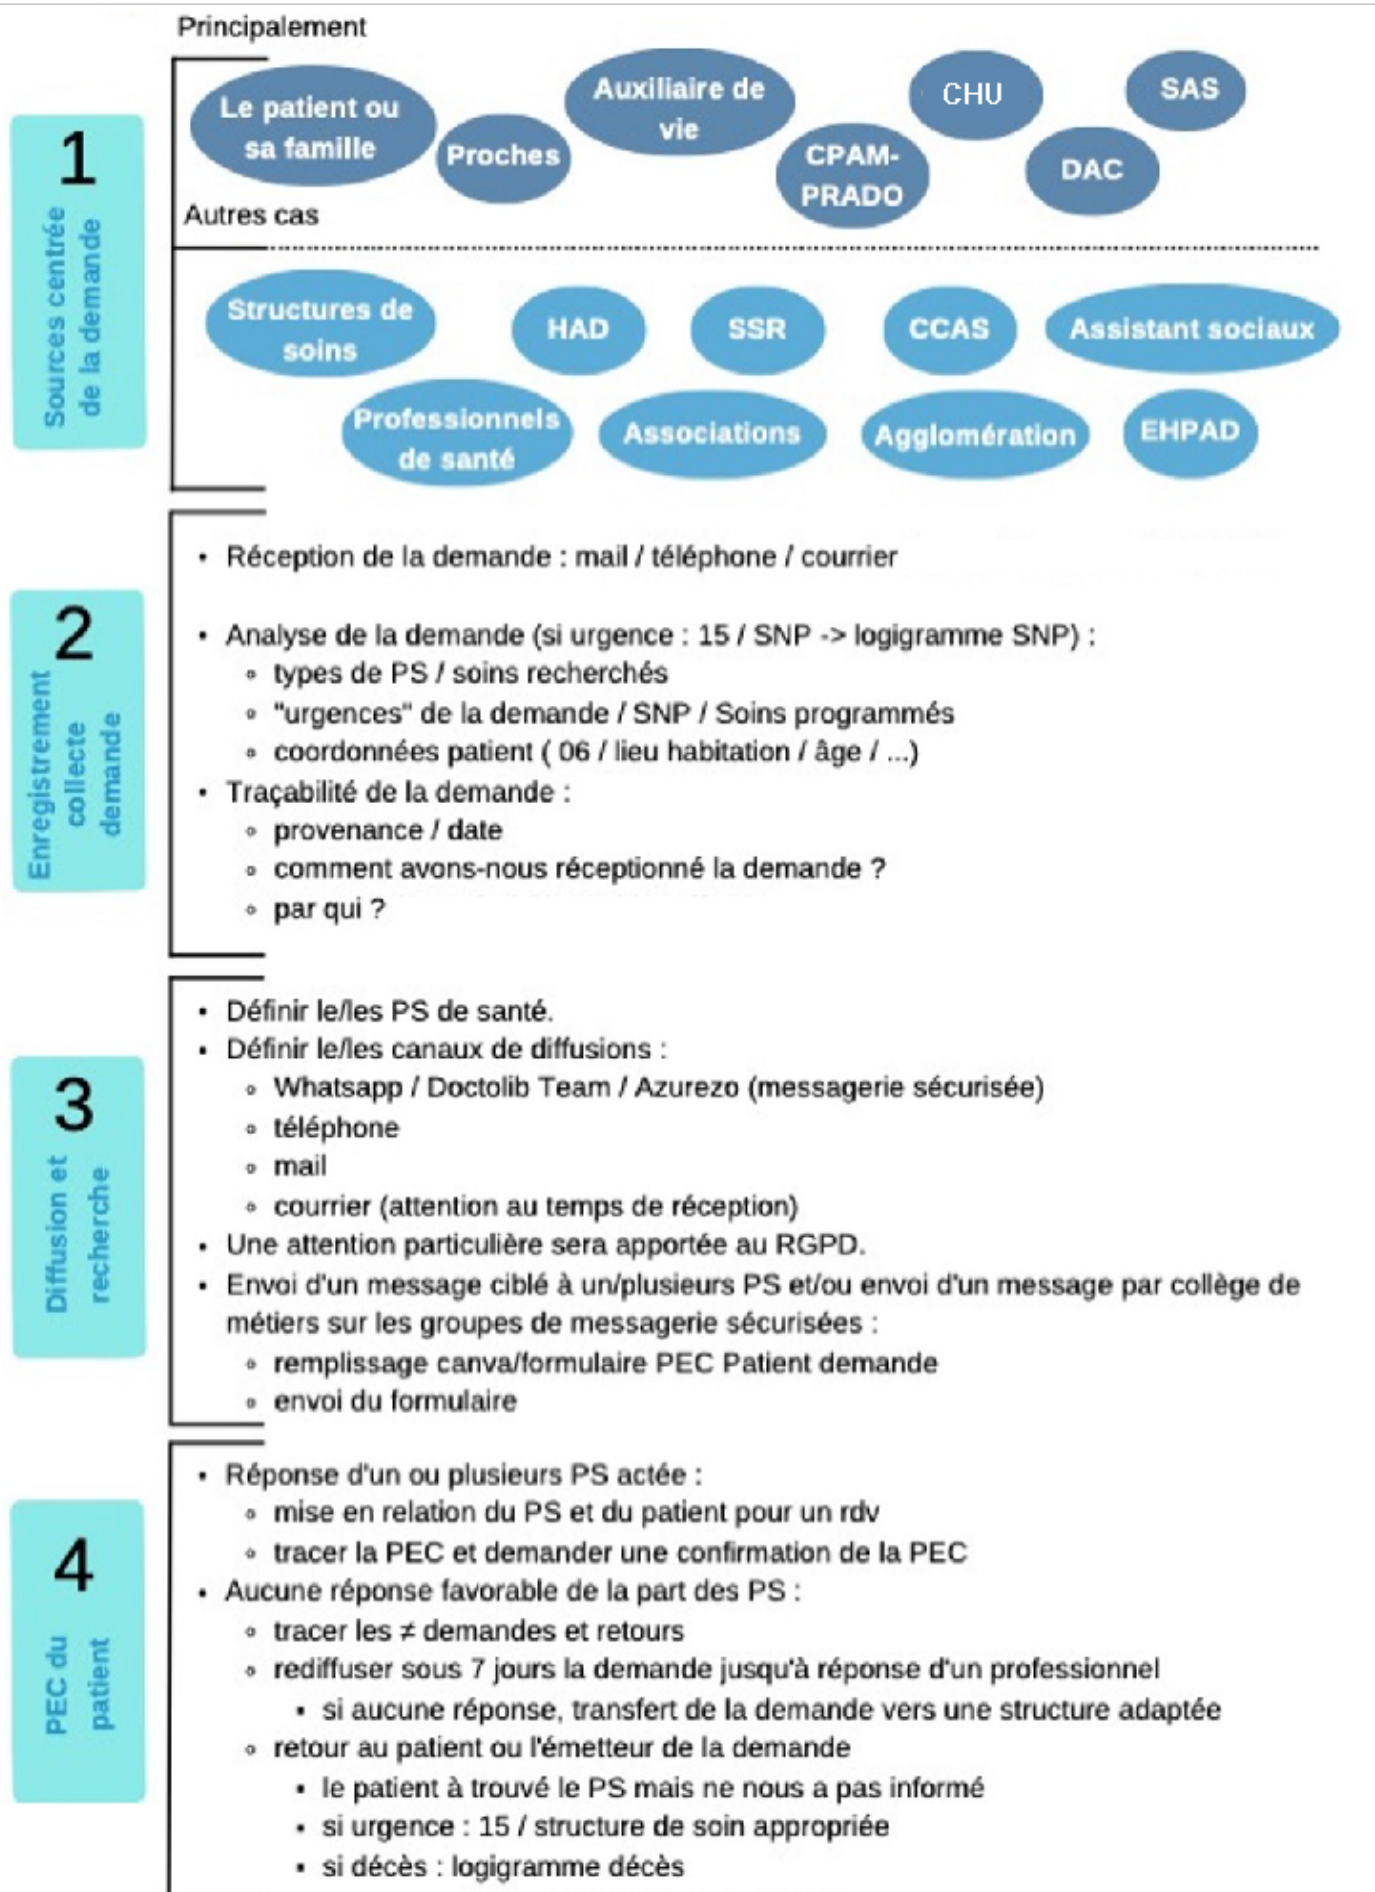 Principalement
1
Sources centrée
de la demande
Le patient ou
sa famille
Proches
Auxiliaire de
vie
CPAM-
PRADO
CHU
DAC
SAS
Autres cas
Structures de
soins
HAD
SSR
CCAS
Assistant sociaux
Professionnels
de santé
Associations
Agglomération
EHPAD
2
Enregistrement
collecte
demande
• Réception de la demande : mail / téléphone / courrier
• Analyse de la demande (si urgence : 15 / SNP -> logigramme SNP) :
◦ types de PS / soins recherchés
◦ "urgences" de la demande / SNP / Soins programmés
◦ coordonnées patient ( 06 / lieu habitation / âge / ...)
• Traçabilité de la demande :
◦ provenance / date
◦ comment avons-nous réceptionné la demande ?
◦ par qui ?
3
Diffusion et
recherche
• Définir le/les PS de santé.
• Définir le/les canaux de diffusions :
◦ Whatsapp / Doctolib Team / Azurezo (messagerie sécurisée)
◦ téléphone
◦ mail
◦ courrier (attention au temps de réception)
• Une attention particulière sera apportée au RGPD.
• Envoi d'un message ciblé à un/plusieurs PS et/ou envoi d'un message par collège de
métiers sur les groupes de messagerie sécurisées :
◦ remplissage canva/formulaire PEC Patient demande
◦ envoi du formulaire
4
PEC du
patient
• Réponse d'un ou plusieurs PS actée :
◦ mise en relation du PS et du patient pour un rdv
◦ tracer la PEC et demander une confirmation de la PEC
• Aucune réponse favorable de la part des PS :
◦ tracer les ≠ demandes et retours
◦ rediffuser sous 7 jours la demande jusqu'à réponse d'un professionnel
▪ si aucune réponse, transfert de la demande vers une structure adaptée
◦ retour au patient ou l'émetteur de la demande
▪ le patient à trouvé le PS mais ne nous a pas informé
▪ si urgence : 15 / structure de soin appropriée
▪ si décès : logigramme décès